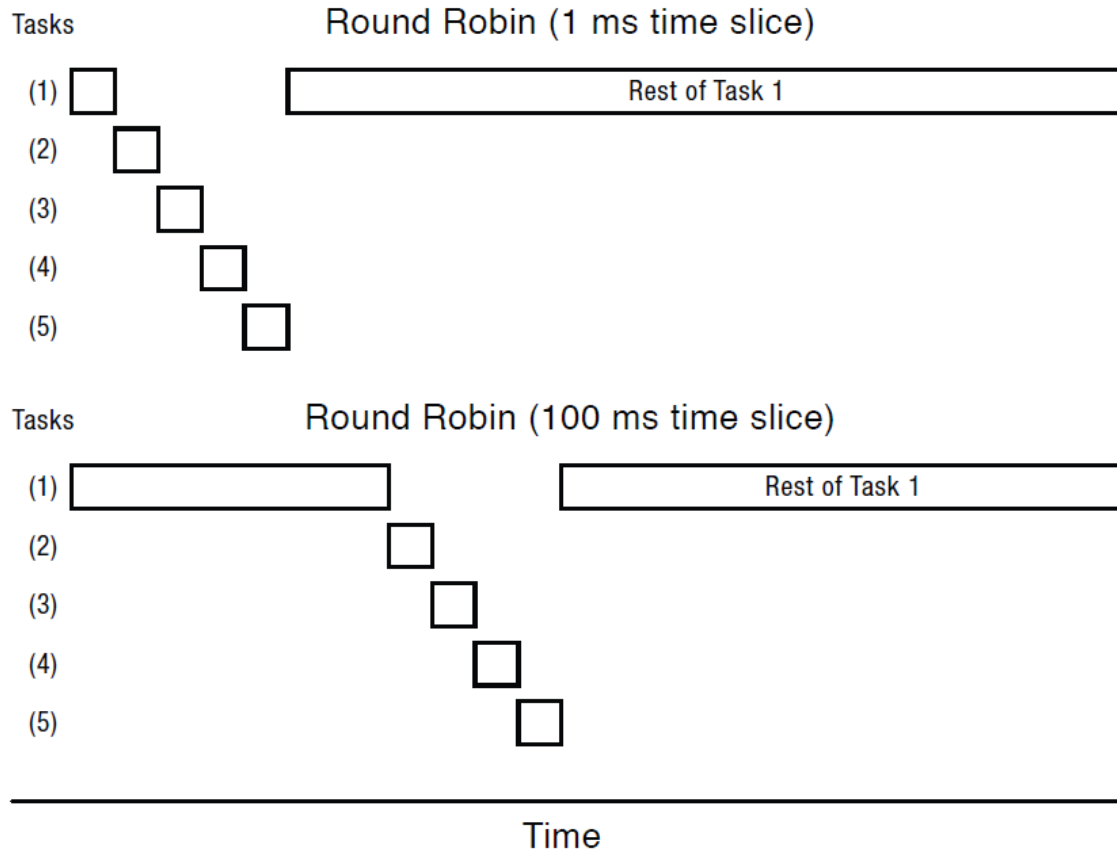 Tasks Round Robin (1 ms time slice)
(1) Rest of Task 1
(2)
(3)
(4)
(5)
Tasks Round Robin (100 ms time slice)
(1) Rest of Task 1
(2)
(3)
(4)
(5)
Time